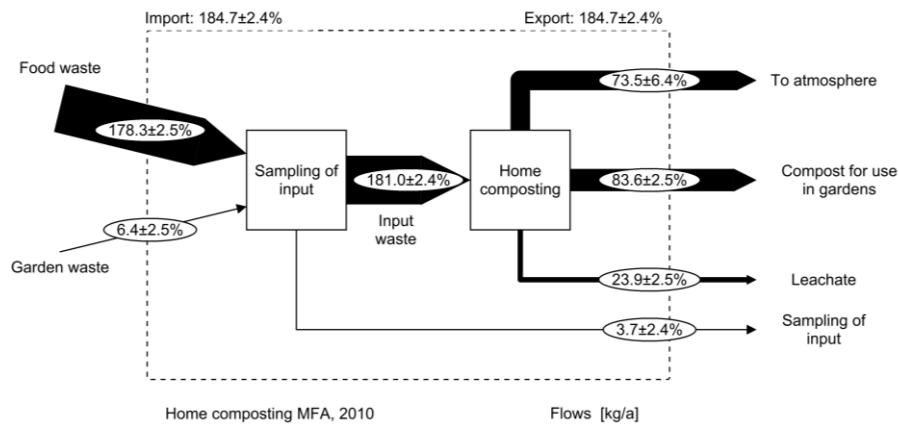 Import: 184.7±2.4%
Export: 184.7±2.4%
Food waste
178.3±2.5%
Sampling of
input
181.0±2.4%
Input
waste
Home
composting
73.5±6.4%
To atmosphere
83.6±2.5%
Compost for use
in gardens
6.4±2.5%
Garden waste
23.9±2.5%
Leachate
3.7±2.4%
Sampling of
input
Home composting MFA, 2010
Flows [kg/a]